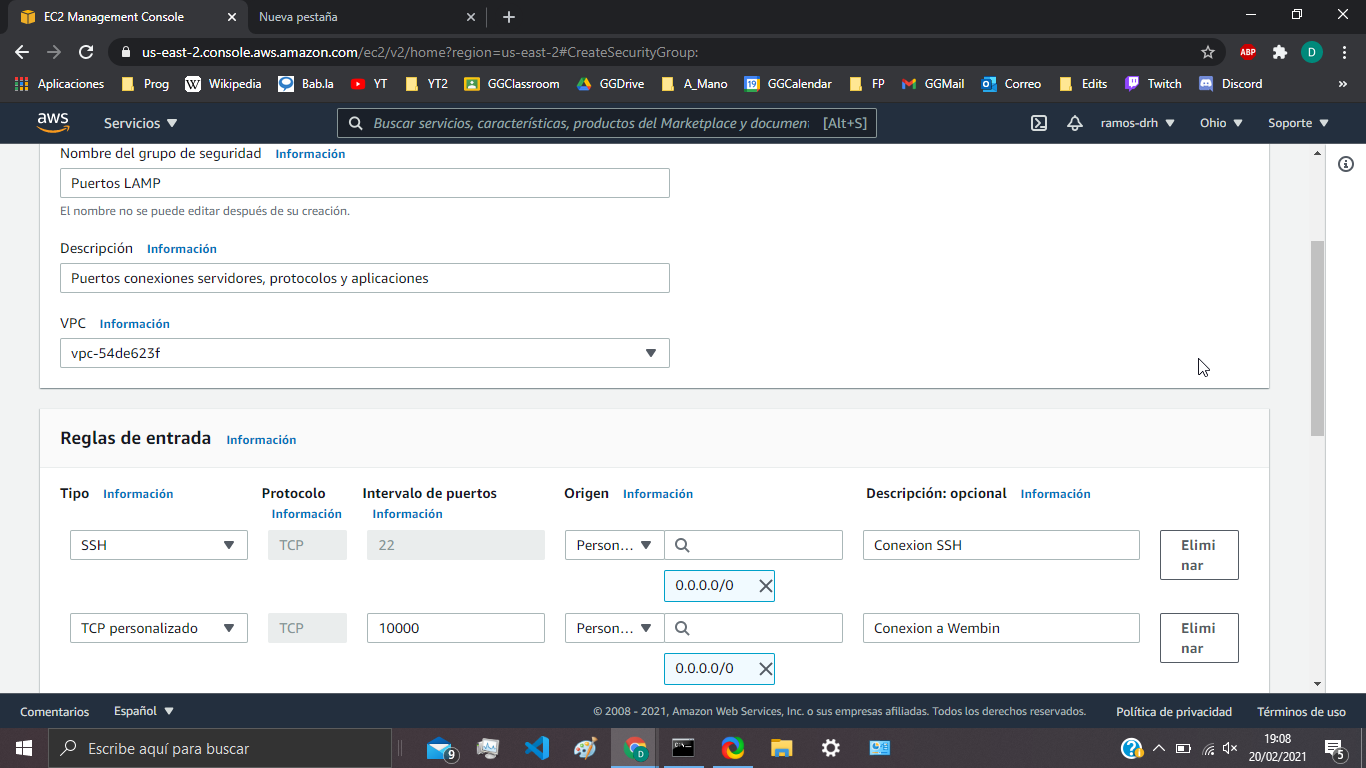 EC2 Management Console
Nueva pestaña
us-east-2.console.aws.amazon.com/ec2/v2/home?region=us-east-2#CreateSecurityGroup:
ABP
D
Aplicaciones Prog Wikipedia Bab.la YT YT2 GGClassroom GGDrive A_Mano GGCalendar FP GGMail Correo Edits Twitch Discord »
aws Servicios Buscar servicios, características, productos del Marketplace y document [Alt+S] ramos-drh Ohio Soporte
Nombre del grupo de seguridad Información
Puertos LAMP
El nombre no se puede editar después de su creación.
Descripción Información
Puertos conexiones servidores, protocolos y aplicaciones
VPC Información
vpc-54de623f
Reglas de entrada Información
Tipo Información Protocolo Intervalo de puertos Origen Información Descripción: opcional Información
Información Información
SSH TCP 22 Person... Conexion SSH Elimi
nar
0.0.0.0/0
TCP personalizado TCP 10000 Person... Conexion a Wembin Elimi
nar
0.0.0.0/0
Comentarios Español © 2008 - 2021, Amazon Web Services, Inc. o sus empresas afiliadas. Todos los derechos reservados. Política de privacidad Términos de uso
Escribe aquí para buscar
9
D
19:08
20/02/2021
5